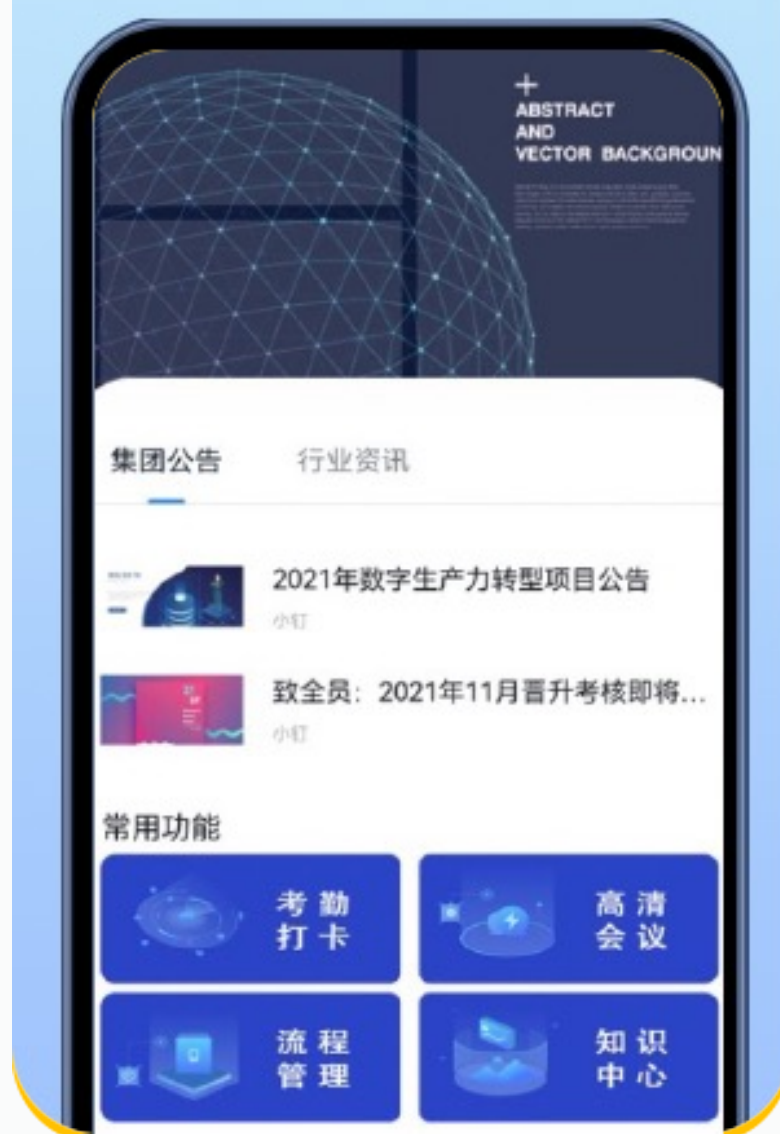 ABSTRACT
AND
VECTOR BACKGROUN
集团公告
行业资讯
2021年数字生产力转型项目公告
小钉
致全员：2021年11月晋升考核即将...
小钉
常用功能
考勤
打卡
高清
会议
流程
管理
知识
中心